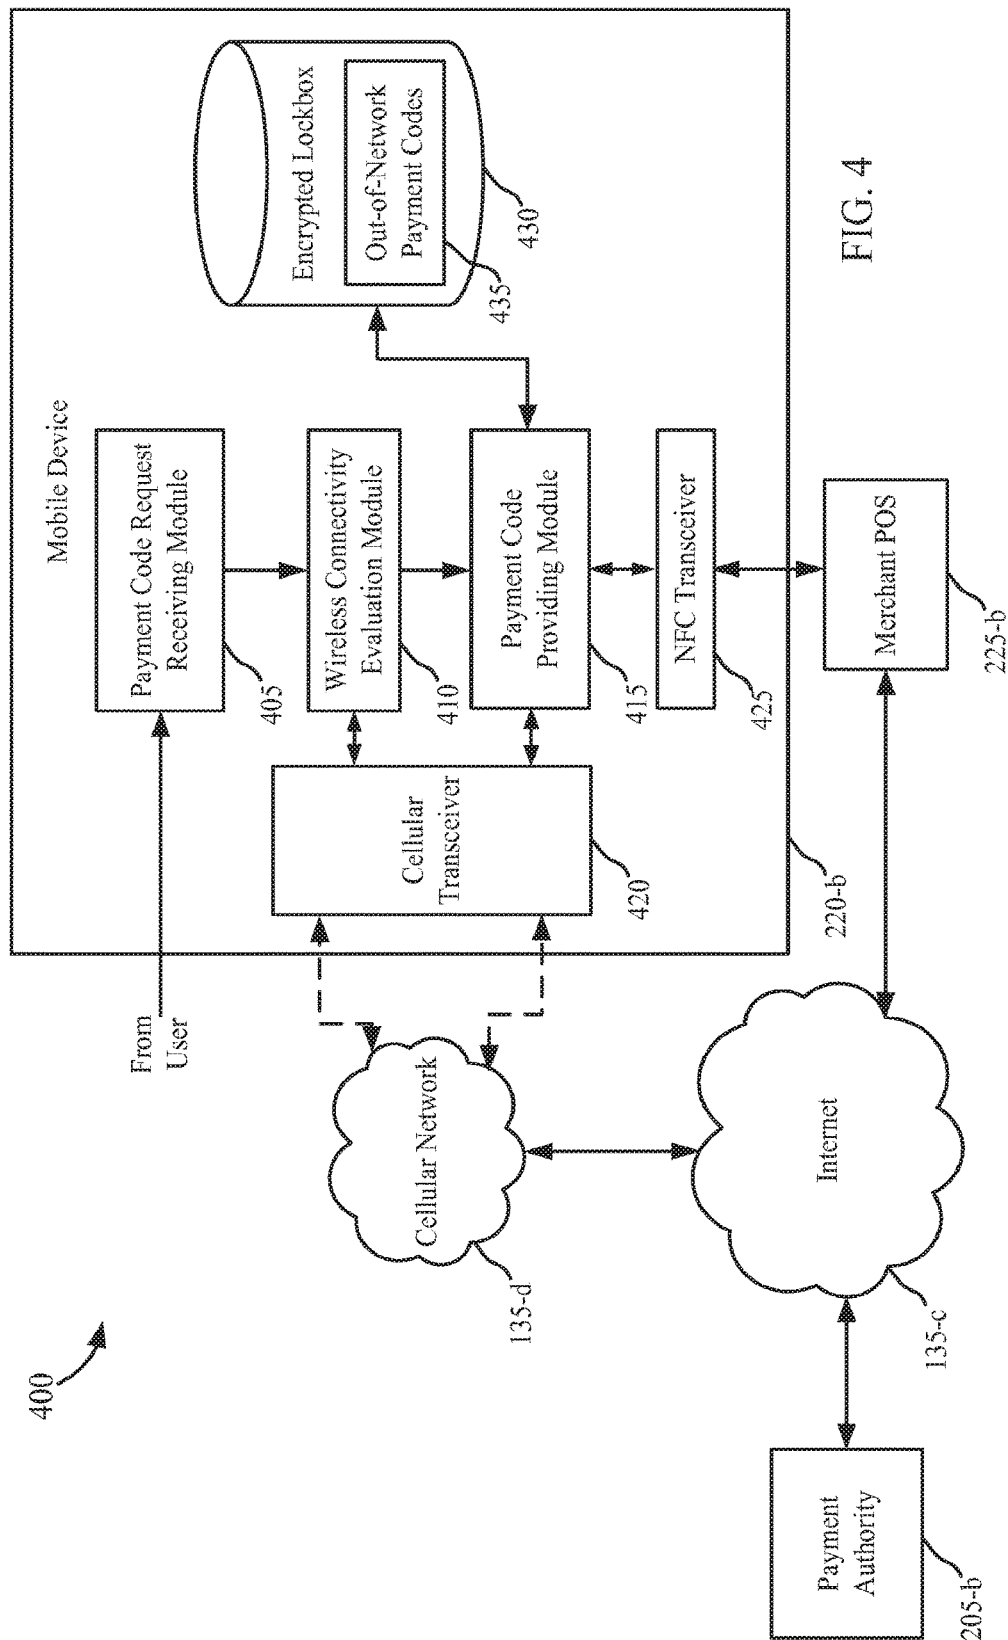 400
Mobile Device
From
User
Payment Code Request
Receiving Module
405
Wireless Connectivity
Evaluation Module
410
Encrypted Lockbox
Out-of-Network
Payment Codes
435
430
Cellular
Transceiver
420
Payment Code
Providing Module
415
NFC Transceiver
425
220-b
Cellular Network
135-d
Internet
135-c
Payment
Authority
205-b
Merchant POS
225-b
FIG. 4